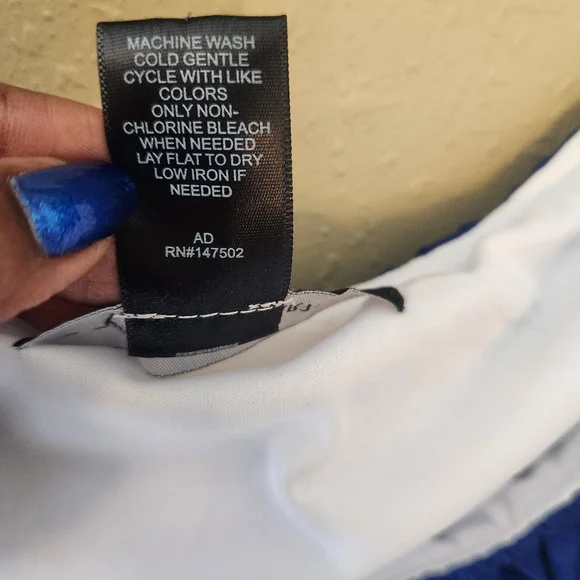 MACHINE WASH
COLD GENTLE
CYCLE WITH LIKE
COLORS
ONLY NON-
CHLORINE BLEACH
WHEN NEEDED
LAY FLAT TO DRY
LOW IRON IF
NEEDED
AD
RN#147502